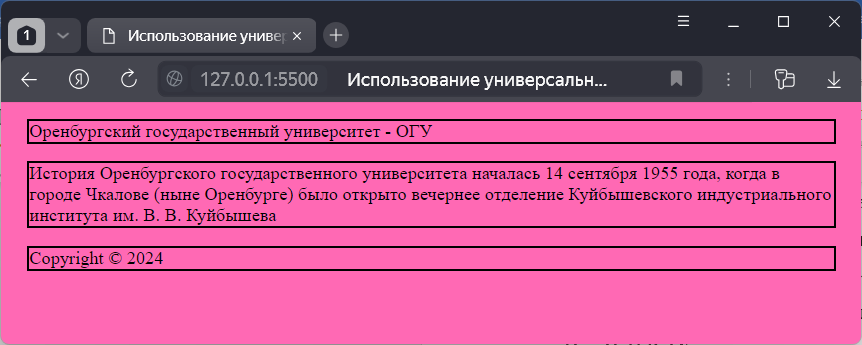 1
Использование универ
127.0.0.1:5500 Использование универсальн...
Оренбургский государственный университет - ОГУ
История Оренбургского государственного университета началась 14 сентября 1955 года, когда в
городе Чкалове (ныне Оренбурге) было открыто вечернее отделение Куйбышевского индустриального
института им. В. В. Куйбышева
Copyright © 2024